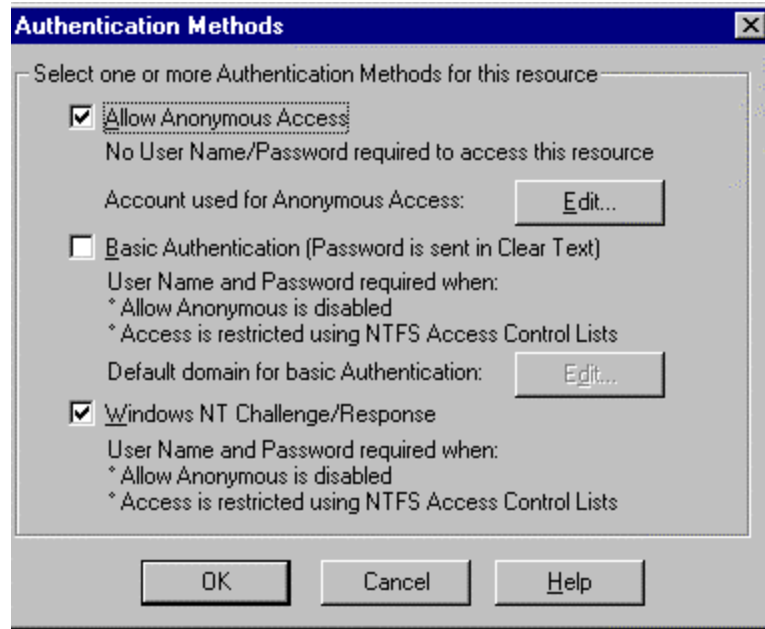 Authentication Methods
Select one or more Authentication Methods for this resource
Allow Anonymous Access
No User Name/Password required to access this resource
Account used for Anonymous Access: Edit...
Basic Authentication (Password is sent in Clear Text)
User Name and Password required when:
* Allow Anonymous is disabled
* Access is restricted using NTFS Access Control Lists
Default domain for basic Authentication: Edit...
Windows NT Challenge/Response
User Name and Password required when:
* Allow Anonymous is disabled
* Access is restricted using NTFS Access Control Lists
OK Cancel Help